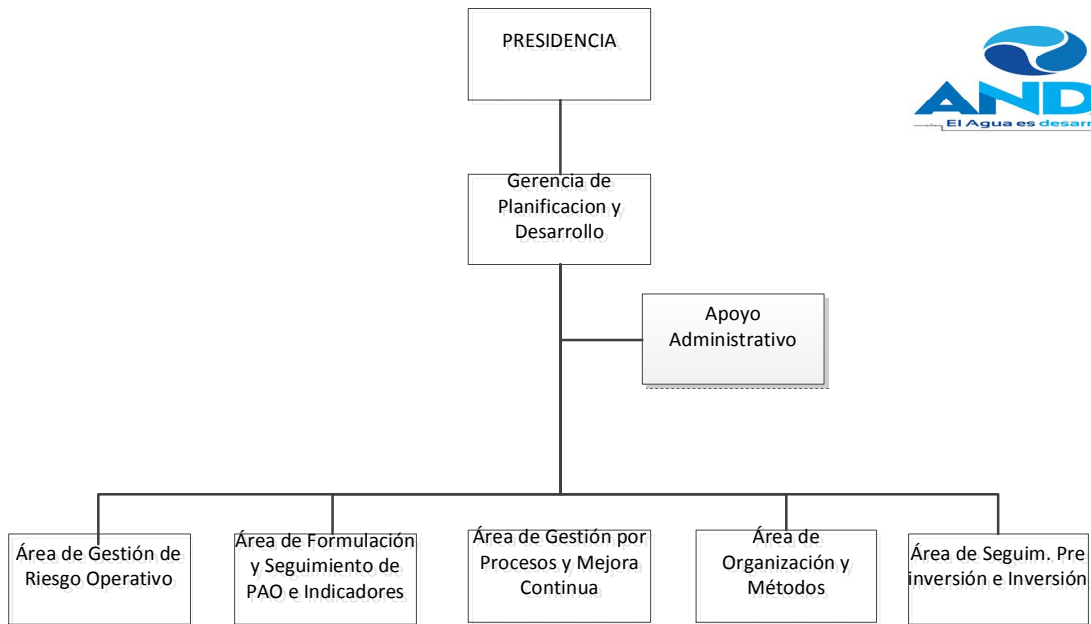 PRESIDENCIA
AND
El Agua es desarr
Gerencia de
Planificacion y
Desarrollo
Apoyo
Administrativo
Área de Gestión de
Riesgo Operativo
Área de Formulación
y Seguimiento de
PAO e Indicadores
Área de Gestión por
Procesos y Mejora
Continua
Área de
Organización y
Métodos
Área de Seguim. Pre
inversión e Inversión